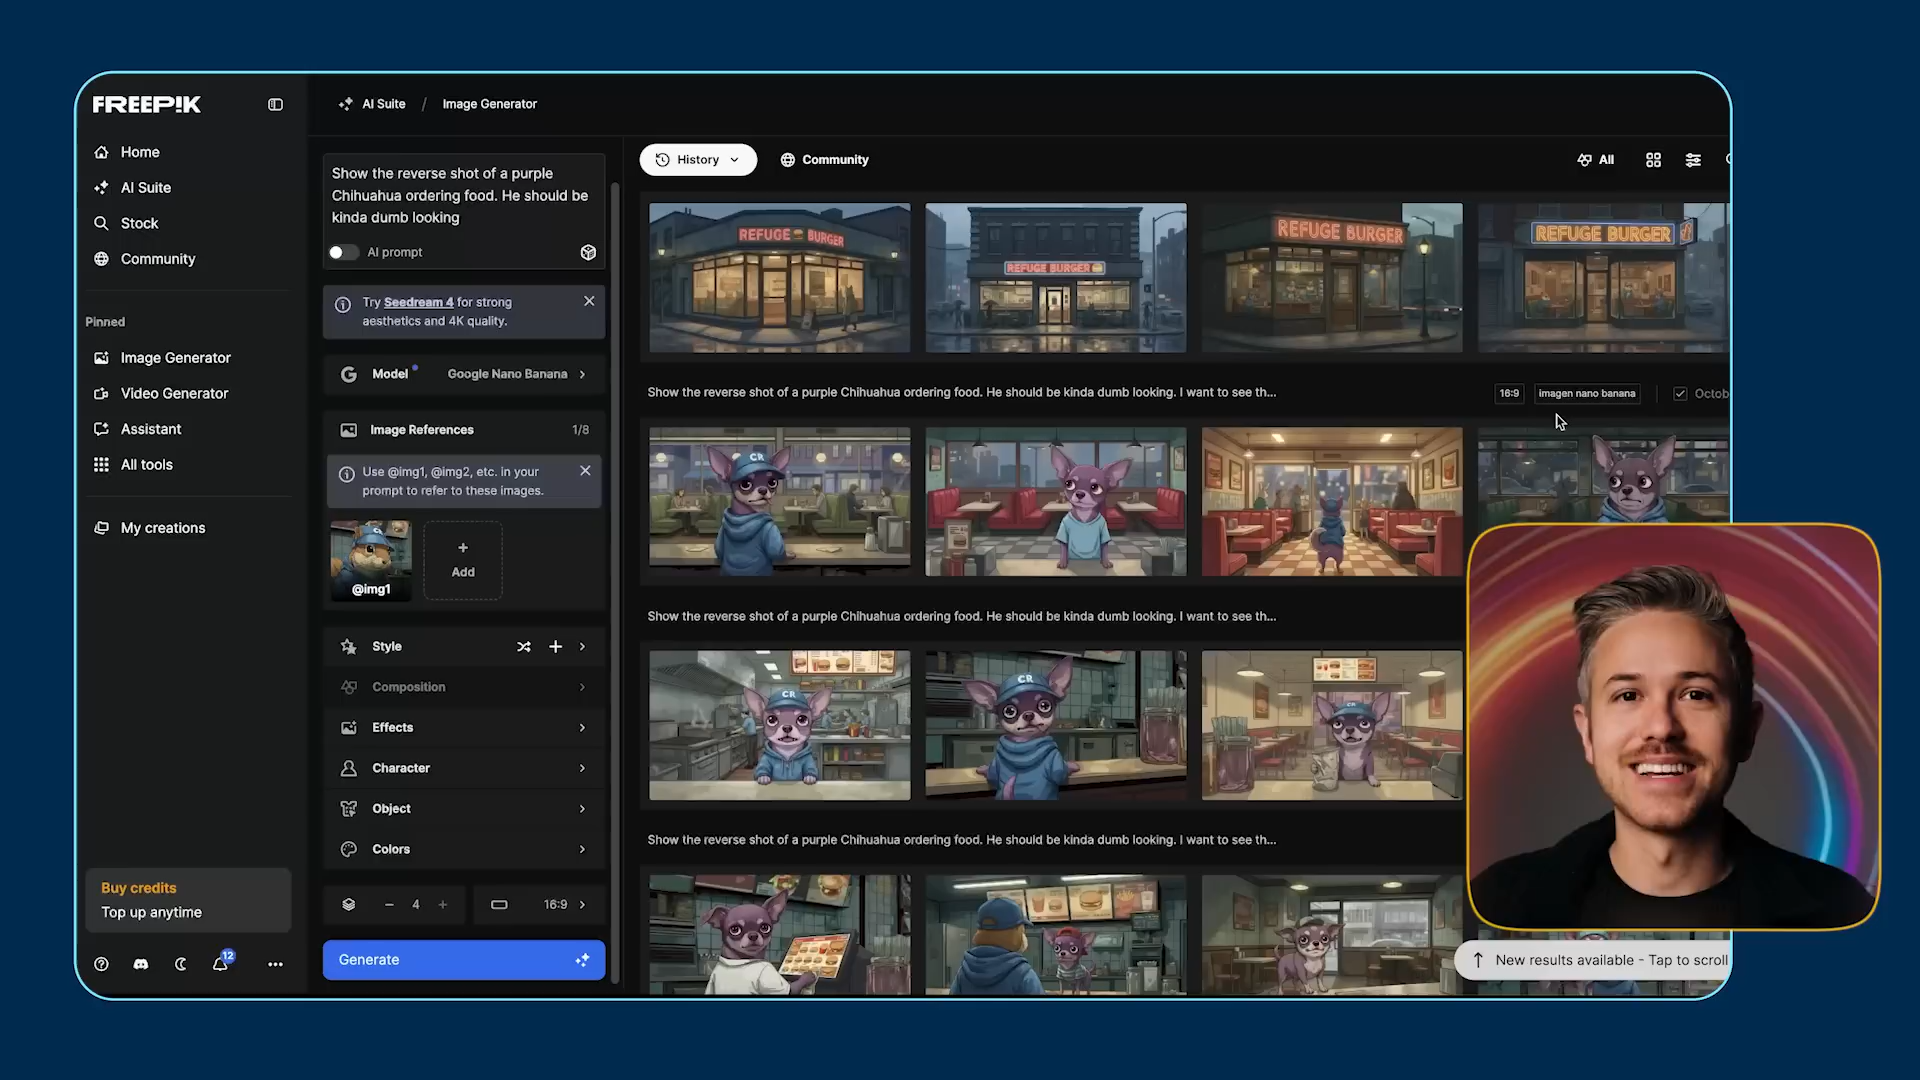 FREEP!K
Home
AI Suite
Stock
Community
Pinned
Image Generator
Video Generator
Assistant
All tools
My creations
Buy credits
Top up anytime
12
AI Suite / Image Generator
Show the reverse shot of a purple
Chihuahua ordering food. He should be
kinda dumb looking
AI prompt
Try Seedream 4 for strong
aesthetics and 4K quality.
G Model Google Nano Banana
Image References 1/8
Use @img1, @img2, etc. in your
prompt to refer to these images.
@img1
+
Add
Style
Composition
Effects
Character
Object
Colors
- 4 + 16:9
Generate
History Community All
REFUGE BURGER
REFUGE BURGER
REFUGE BURGER
REFUGE BURGER
Show the reverse shot of a purple Chihuahua ordering food. He should be kinda dumb looking. I want to see th... 16:9 imagen nano banana Octob
CR
Show the reverse shot of a purple Chihuahua ordering food. He should be kinda dumb looking. I want to see th...
CR
CR
Show the reverse shot of a purple Chihuahua ordering food. He should be kinda dumb looking. I want to see th...
New results available - Tap to scroll